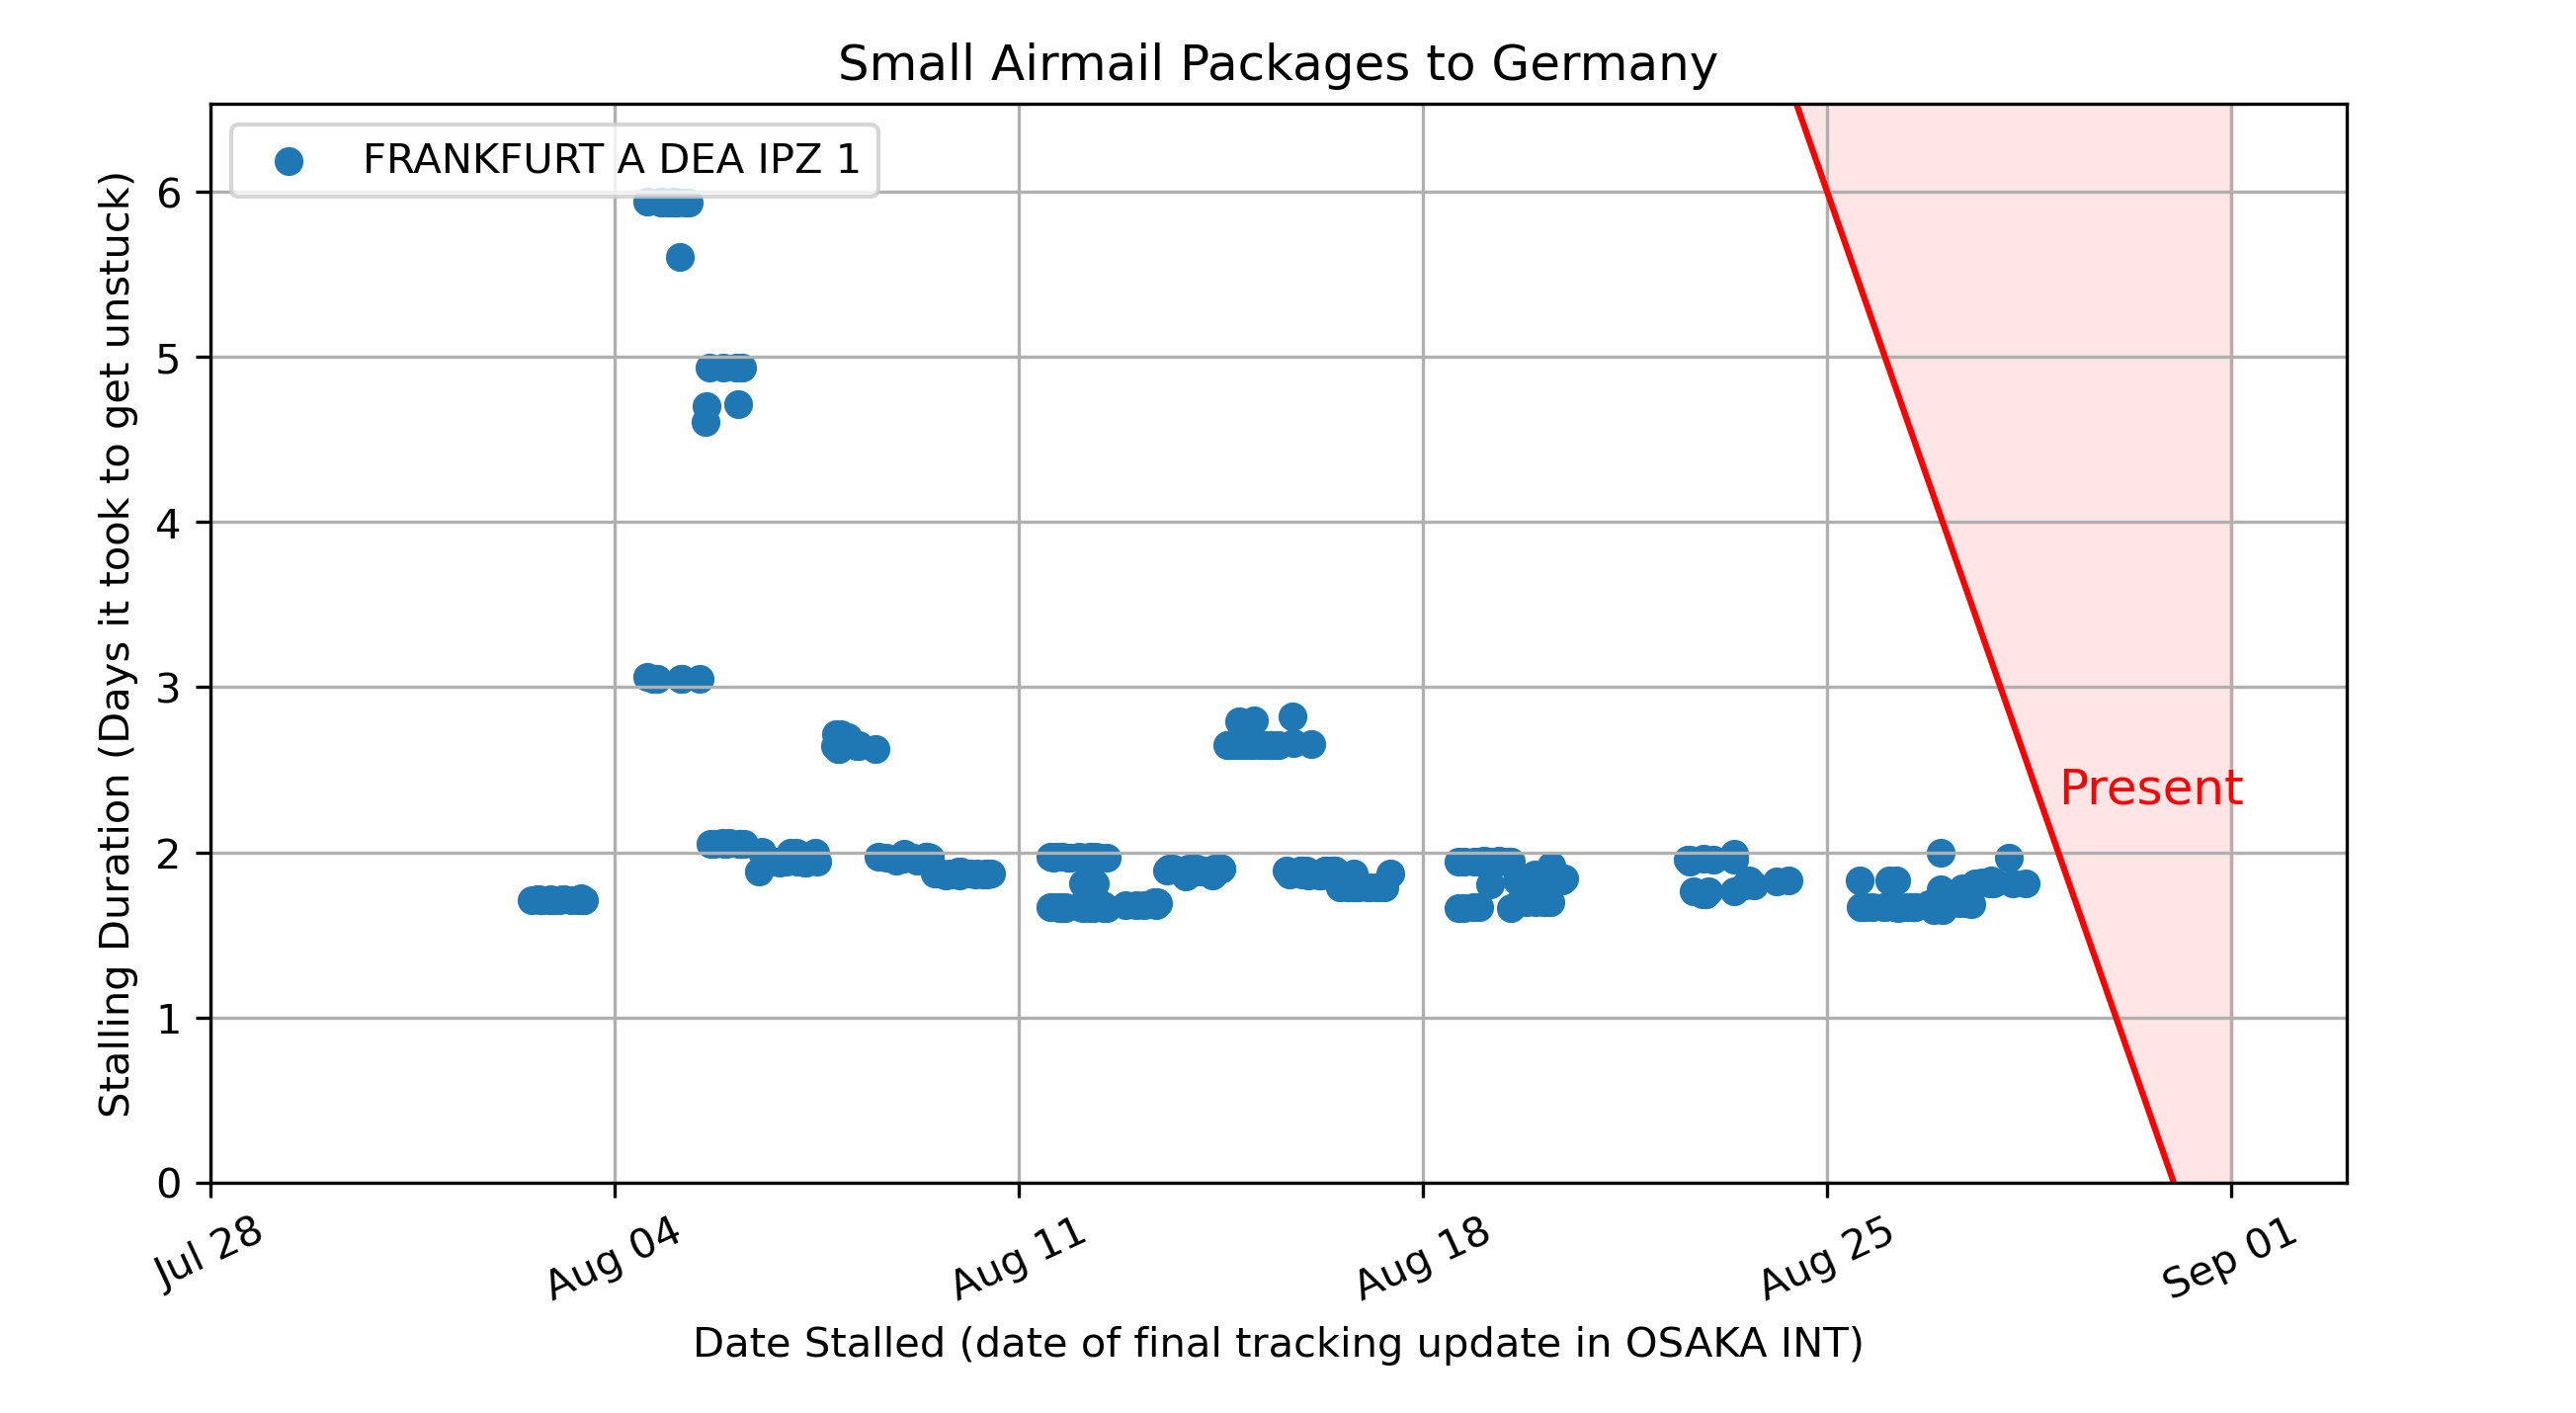 Small Airmail Packages to Germany
FRANKFURT A DEA IPZ 1
Stalling Duration (Days it took to get unstuck)
6
5
4
3
2
1
0
Present
Jul 28
Aug 04
Aug 11
Aug 18
Aug 25
Sep 01
Date Stalled (date of final tracking update in OSAKA INT)